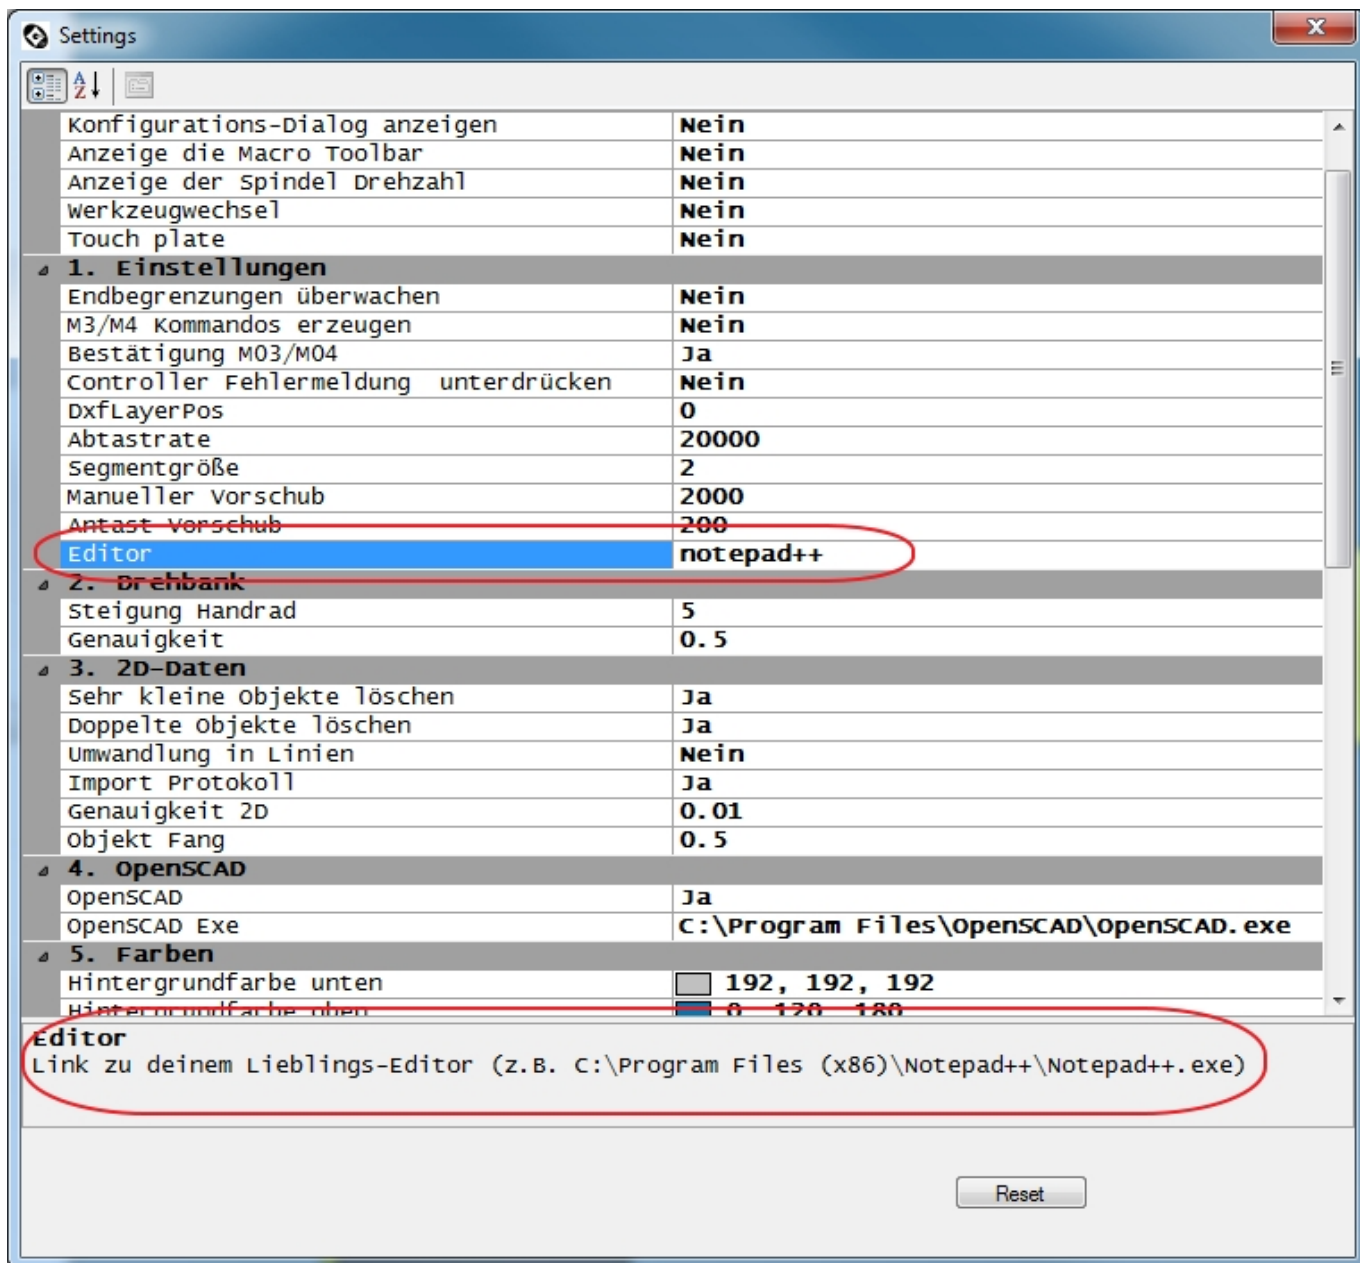 Settings
Konfigurations-Dialog anzeigen Nein
Anzeige die Macro Toolbar Nein
Anzeige der Spindel Drehzahl Nein
Werkzeugwechsel Nein
Touch plate Nein
1. Einstellungen
Endbegrenzungen überwachen Nein
M3/M4 Kommandos erzeugen Nein
Bestätigung M03/M04 Ja
Controller Fehlermeldung  unterdrücken Nein
DxfLayerPos 0
Abtastrate 20000
Segmentgröße 2
Manueller Vorschub 2000
Antast Vorschub 200
Editor notepad++
2. Drehbank
Steigung Handrad 5
Genauigkeit 0.5
3. 2D-Daten
Sehr kleine Objekte löschen Ja
Doppelte Objekte löschen Ja
Umwandlung in Linien Nein
Import Protokoll Ja
Genauigkeit 2D 0.01
Objekt Fang 0.5
4. OpenSCAD
OpenSCAD Ja
OpenSCAD Exe C:\Program Files\OpenSCAD\OpenSCAD.exe
5. Farben
Hintergrundfarbe unten 192, 192, 192
Hintergrundfarbe oben 0, 120, 180
Editor
Link zu deinem Lieblings-Editor (z.B. C:\Program Files (x86)\Notepad++\Notepad++.exe)
Reset